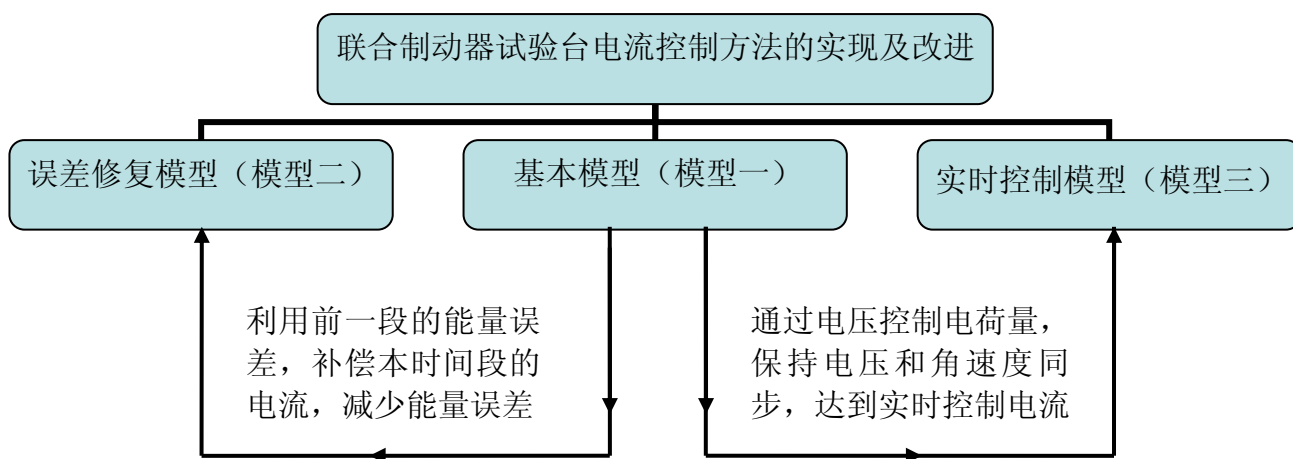 联合制动器试验台电流控制方法的实现及改进
误差修复模型（模型二）
基本模型（模型一）
实时控制模型（模型三）
利用前一段的能量误
差，补偿本时间段的
电流，减少能量误差
通过电压控制电荷量，
保持电压和角速度同
步，达到实时控制电流